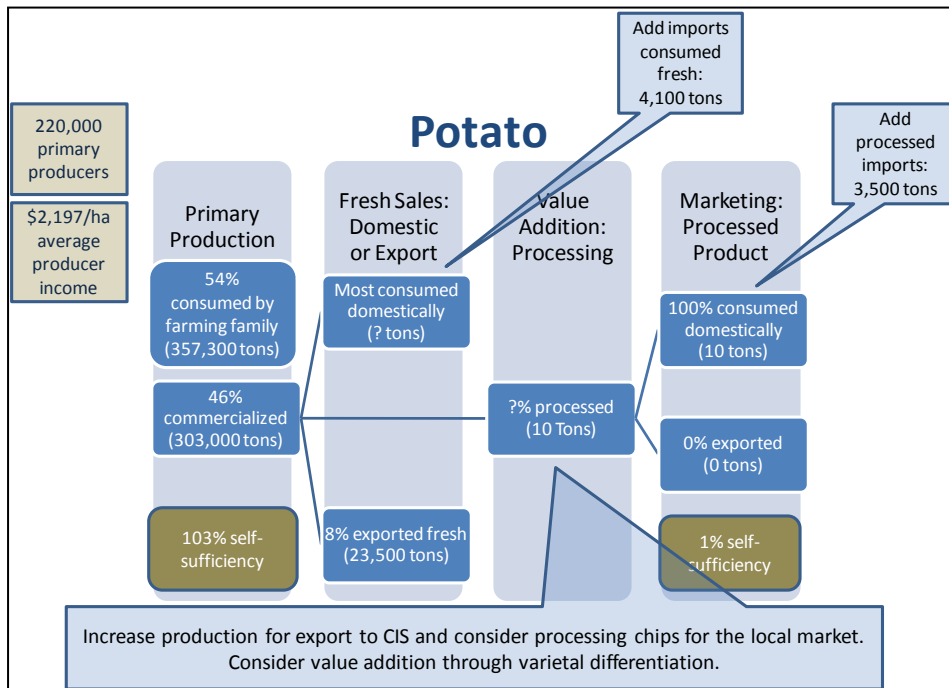 Add imports
consumed
fresh:
4,100 tons
220,000
primary
producers
Potato
Add
processed
imports:
3,500 tons
$2,197/ha
average
producer
income
Primary
Production
Fresh Sales:
Domestic
or Export
Value
Addition:
Processing
Marketing:
Processed
Product
54%
consumed by
farming family
(357,300 tons)
Most consumed
domestically
(? tons)
100% consumed
domestically
(10 tons)
46%
commercialized
(303,000 tons)
?% processed
(10 Tons)
0% exported
(0 tons)
103% self-
sufficiency
8% exported fresh
(23,500 tons)
1% self-
sufficiency
Increase production for export to CIS and consider processing chips for the local market.
Consider value addition through varietal differentiation.